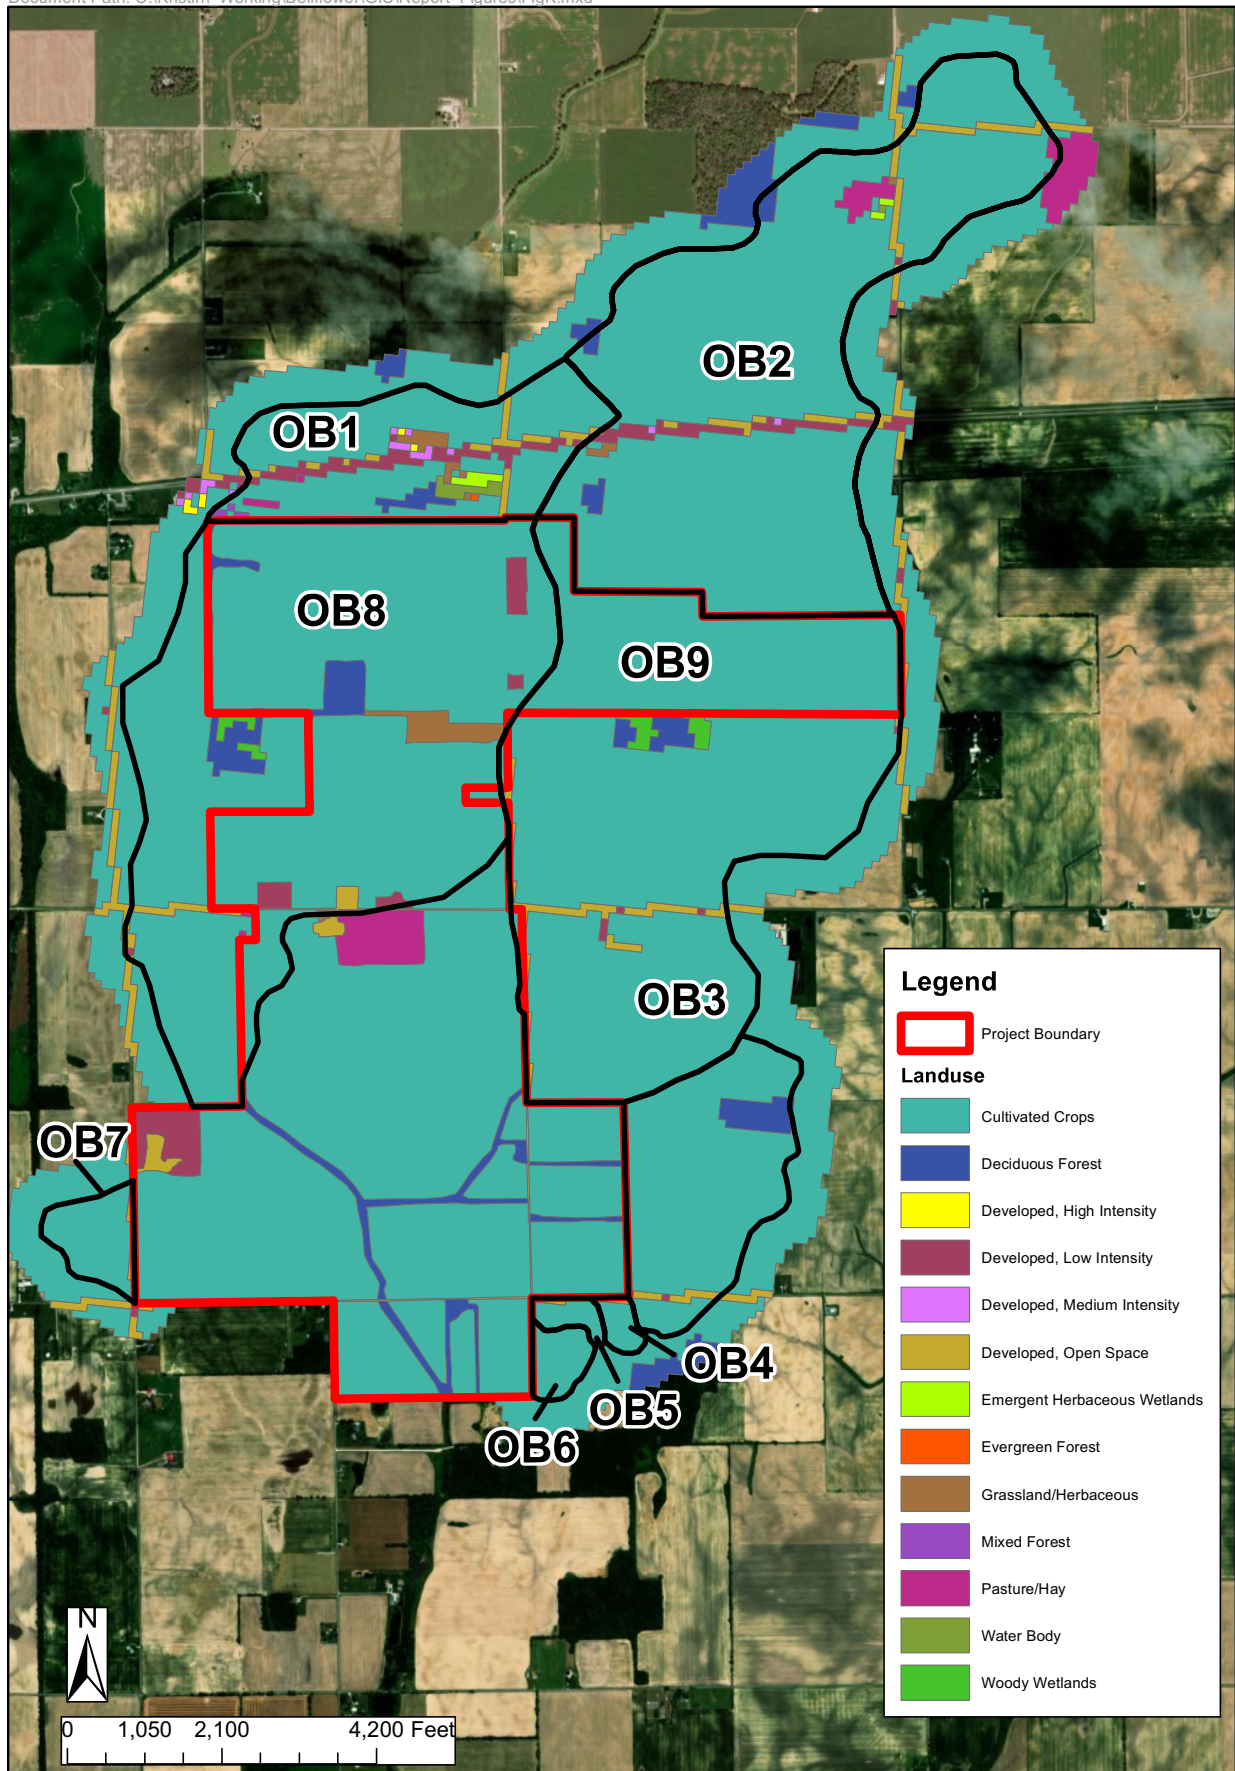 OB2
OB1
OB8
OB9
OB3
OB7
OB4
OB5
OB6
Legend
Project Boundary
Landuse
Cultivated Crops
Deciduous Forest
Developed, High Intensity
Developed, Low Intensity
Developed, Medium Intensity
Developed, Open Space
Emergent Herbaceous Wetlands
Evergreen Forest
Grassland/Herbaceous
Mixed Forest
Pasture/Hay
Water Body
Woody Wetlands
N
0 1,050 2,100 4,200 Feet